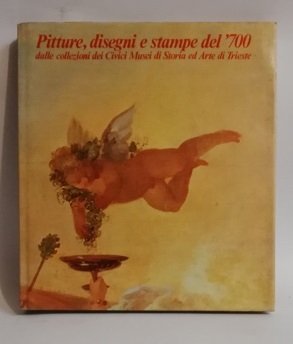 Pitture, disegni e stampe del '700
dalle collezioni dei Civici Musei di Storia ed Arte di Trieste